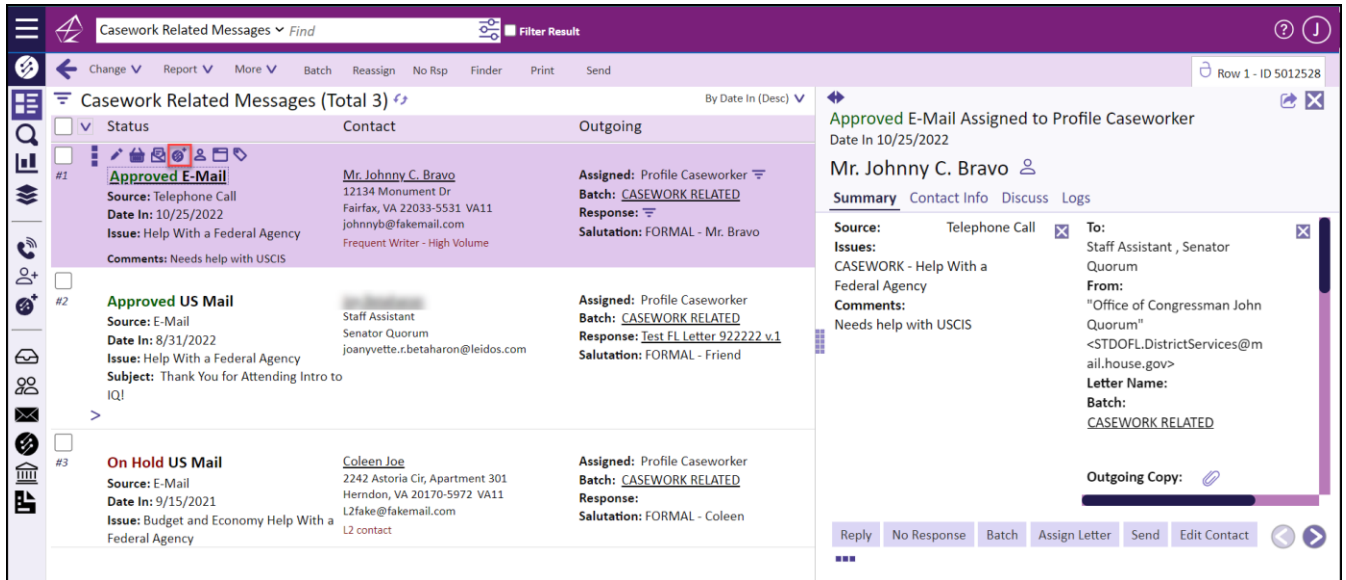 Casework Related Messages Find
Filter Result
? J
Change Report More Batch Reassign No Rsp Finder Print Send
Row 1 - ID 5012528
Casework Related Messages (Total 3)
By Date In (Desc)
Status Contact Outgoing
#1
Approved E-Mail
Source: Telephone Call
Date In: 10/25/2022
Issue: Help With a Federal Agency
Comments: Needs help with USCIS
Mr. Johnny C. Bravo
12134 Monument Dr
Fairfax, VA 22033-5531 VA11
johnnyb@fakemail.com
Frequent Writer - High Volume
Assigned: Profile Caseworker
Batch: CASEWORK RELATED
Response:
Salutation: FORMAL - Mr. Bravo
#2
Approved US Mail
Source: E-Mail
Date In: 8/31/2022
Issue: Help With a Federal Agency
Subject: Thank You for Attending Intro to
IQ!
>
Staff Assistant
Senator Quorum
joanyvette.r.betaharon@leidos.com
Assigned: Profile Caseworker
Batch: CASEWORK RELATED
Response: Test FL Letter 922222 v.1
Salutation: FORMAL - Friend
#3
On Hold US Mail
Source: E-Mail
Date In: 9/15/2021
Issue: Budget and Economy Help With a
Federal Agency
Coleen Joe
2242 Astoria Cir, Apartment 301
Herndon, VA 20170-5972 VA11
L2fake@fakemail.com
L2 contact
Assigned: Profile Caseworker
Batch: CASEWORK RELATED
Response:
Salutation: FORMAL - Coleen
Approved E-Mail Assigned to Profile Caseworker
Date In 10/25/2022
Mr. Johnny C. Bravo
Summary Contact Info Discuss Logs
Source: Telephone Call
Issues:
CASEWORK - Help With a
Federal Agency
Comments:
Needs help with USCIS
To:
Staff Assistant , Senator
Quorum
From:
"Office of Congressman John
Quorum"
<STDOFL.DistrictServices@m
ail.house.gov>
Letter Name:
Batch:
CASEWORK RELATED
Outgoing Copy:
Reply No Response Batch Assign Letter Send Edit Contact